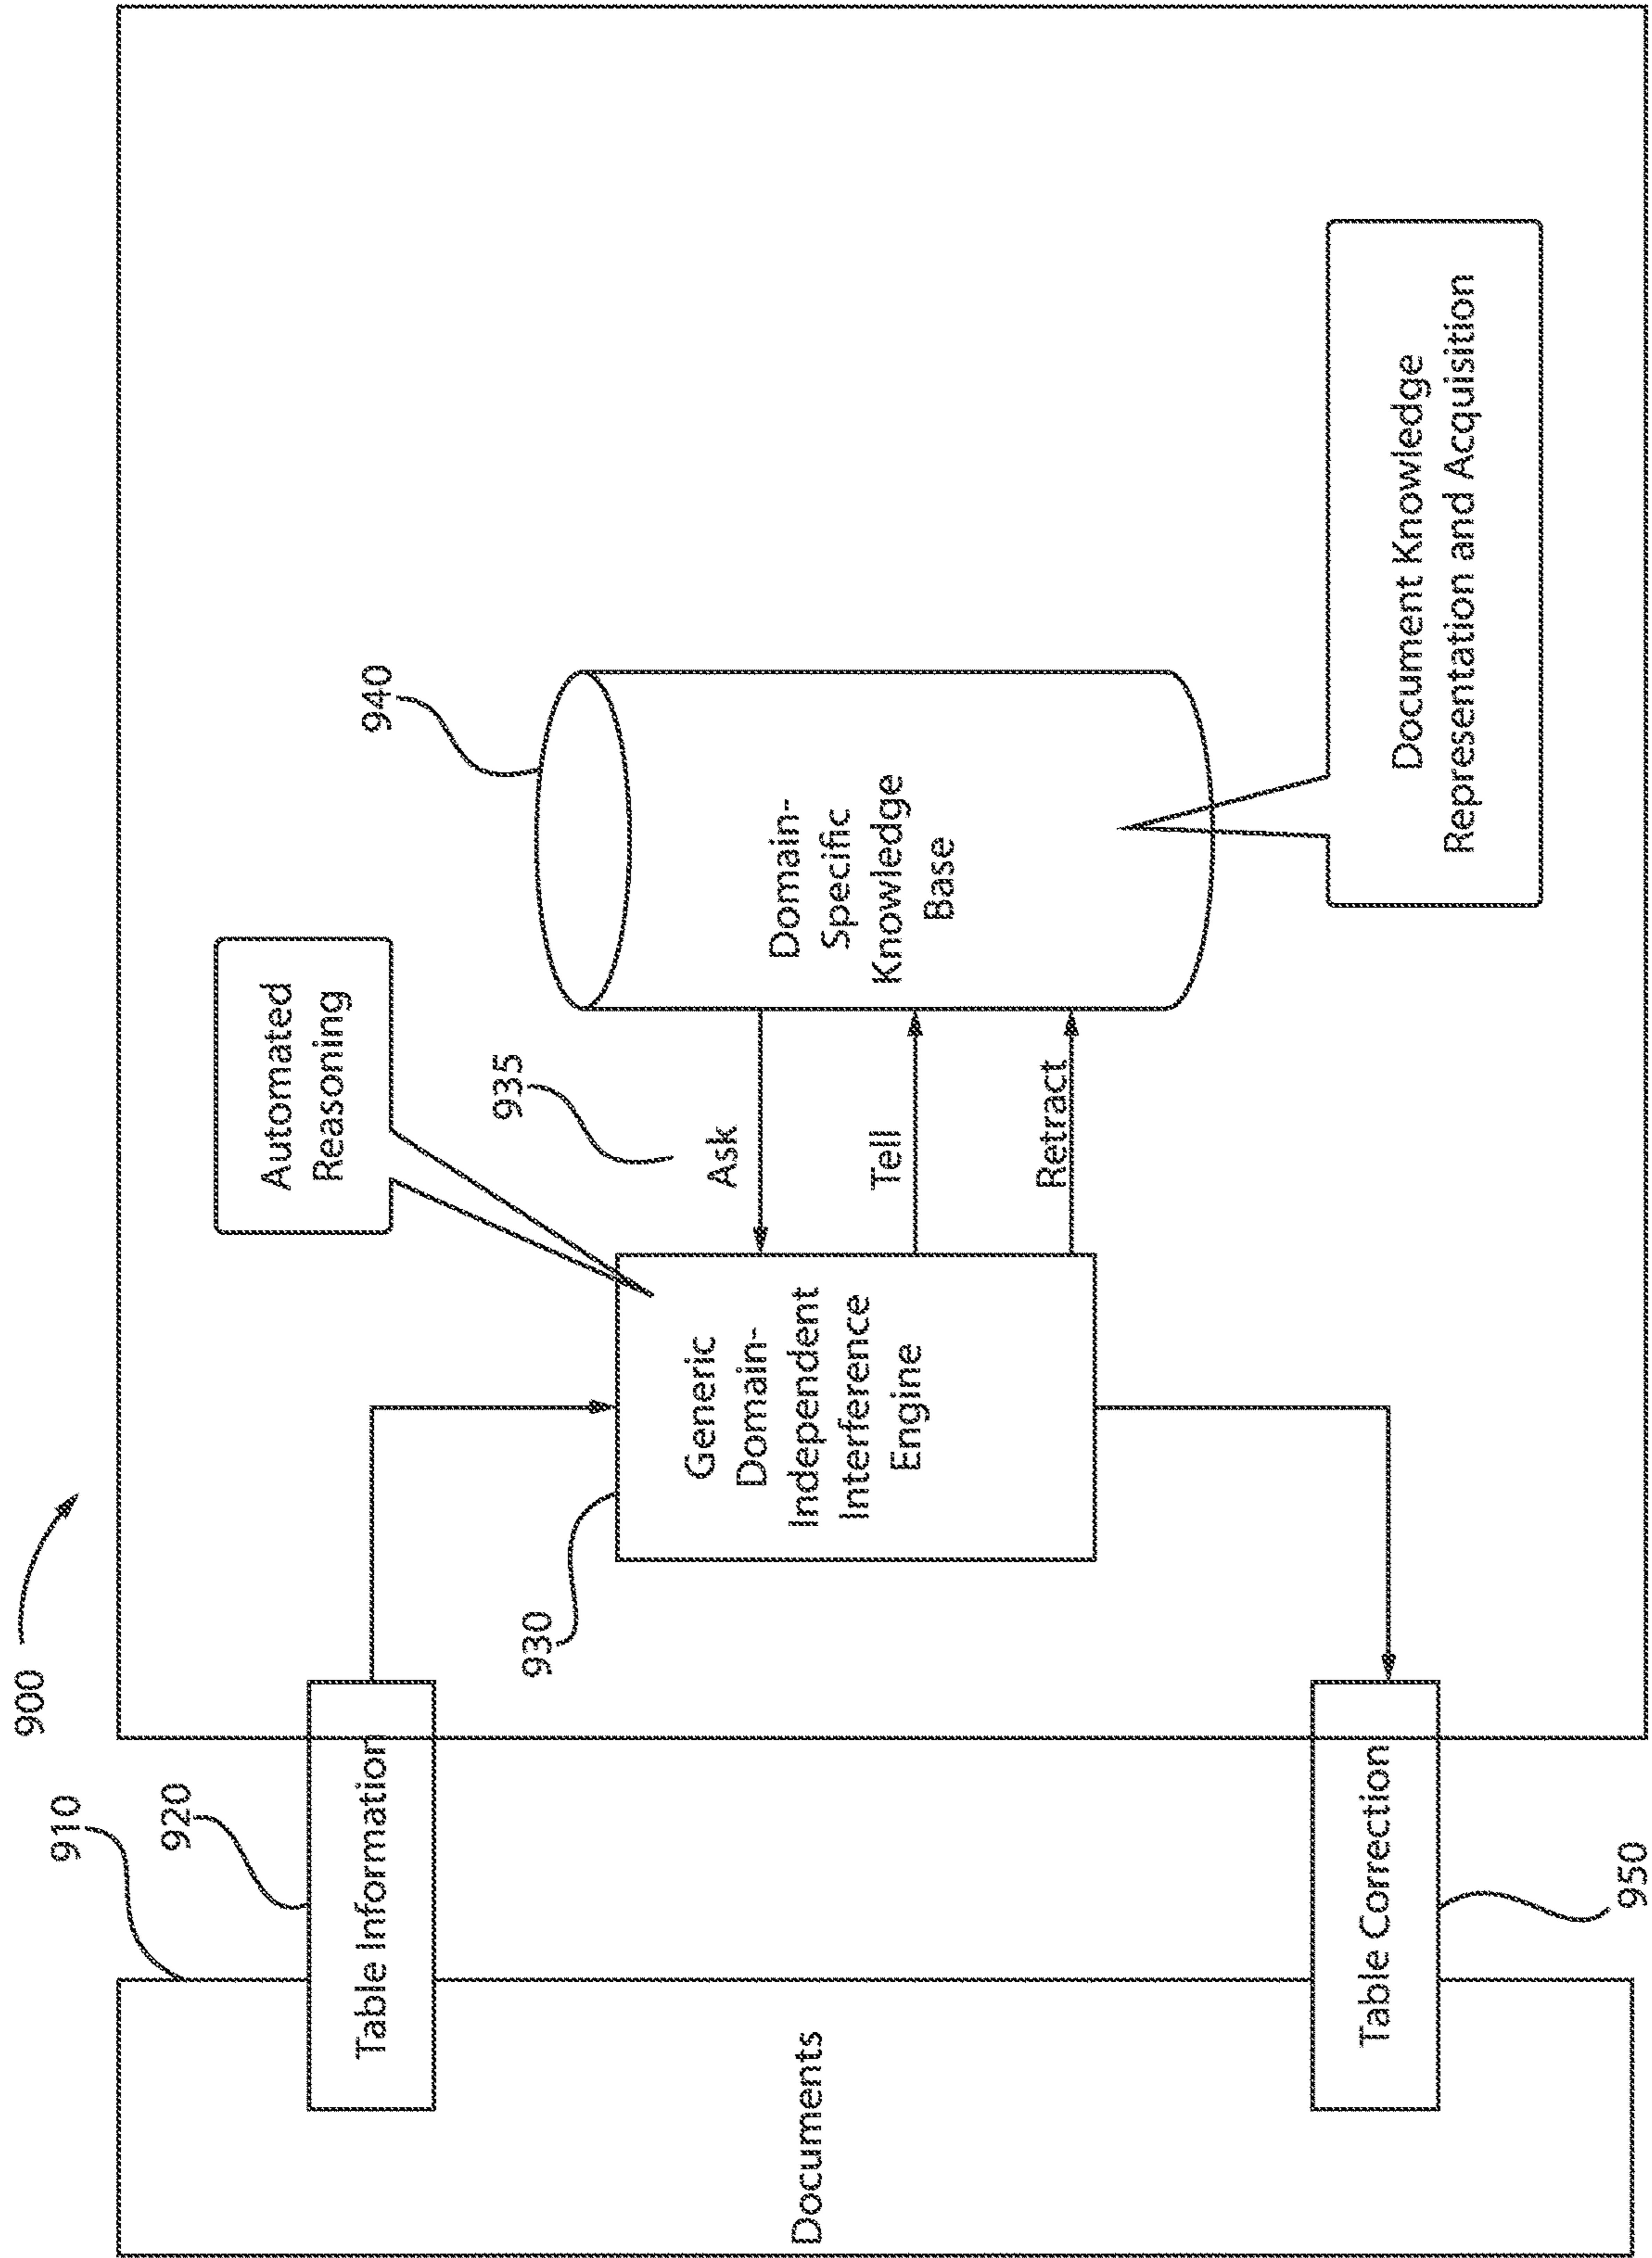 900
910
Documents
920
Table Information
Table Correction
950
930
Generic
Domain-
Independent
Interference
Engine
Automated
Reasoning
935
Ask
Tell
Retract
940
Domain-
Specific
Knowledge
Base
Document Knowledge
Representation and Acquisition